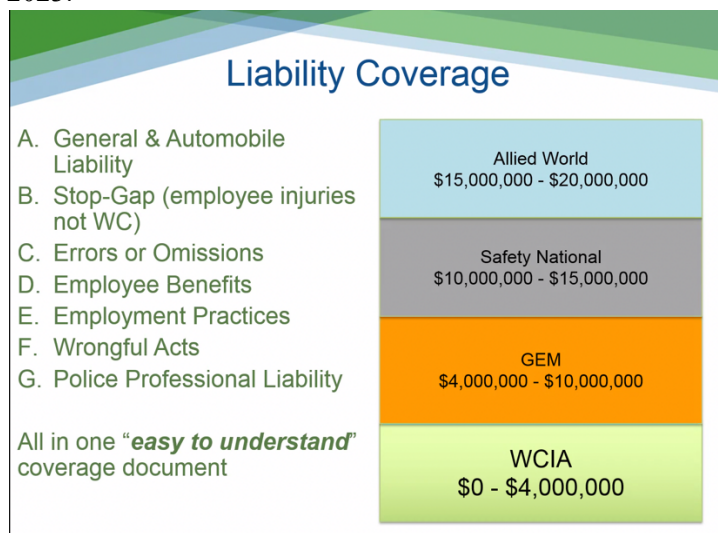 Liability Coverage
A. General & Automobile
Liability
B. Stop-Gap (employee injuries
not WC)
C. Errors or Omissions
D. Employee Benefits
E. Employment Practices
F. Wrongful Acts
G. Police Professional Liability
All in one “easy to understand”
coverage document
Allied World
$15,000,000 - $20,000,000
Safety National
$10,000,000 - $15,000,000
GEM
$4,000,000 - $10,000,000
WCIA
$0 - $4,000,000